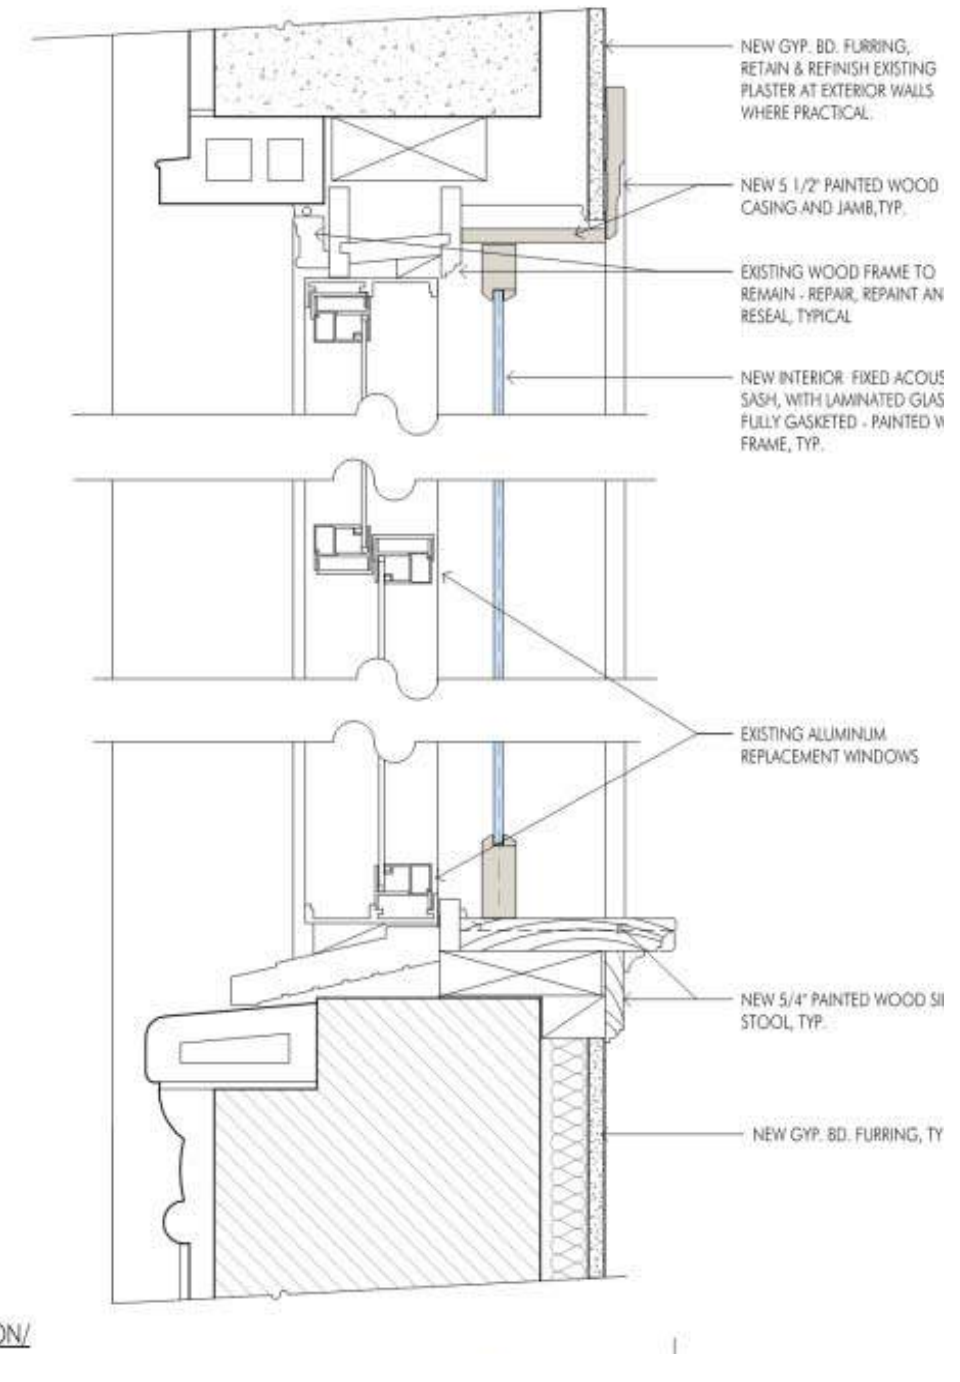 NEW GYP. BD. FURRING,
RETAIN & REFINISH EXISTING
PLASTER AT EXTERIOR WALLS
WHERE PRACTICAL.
NEW 5 1/2" PAINTED WOOD
CASING AND JAMB,TYP.
EXISTING WOOD FRAME TO
REMAIN - REPAIR, REPAINT AN
RESEAL, TYPICAL
NEW INTERIOR FIXED ACOUS
SASH, WITH LAMINATED GLAS
FULLY GASKETED - PAINTED W
FRAME, TYP.
EXISTING ALUMINUM
REPLACEMENT WINDOWS
NEW 5/4" PAINTED WOOD SI
STOOL, TYP.
NEW GYP. BD. FURRING, TY
ON/